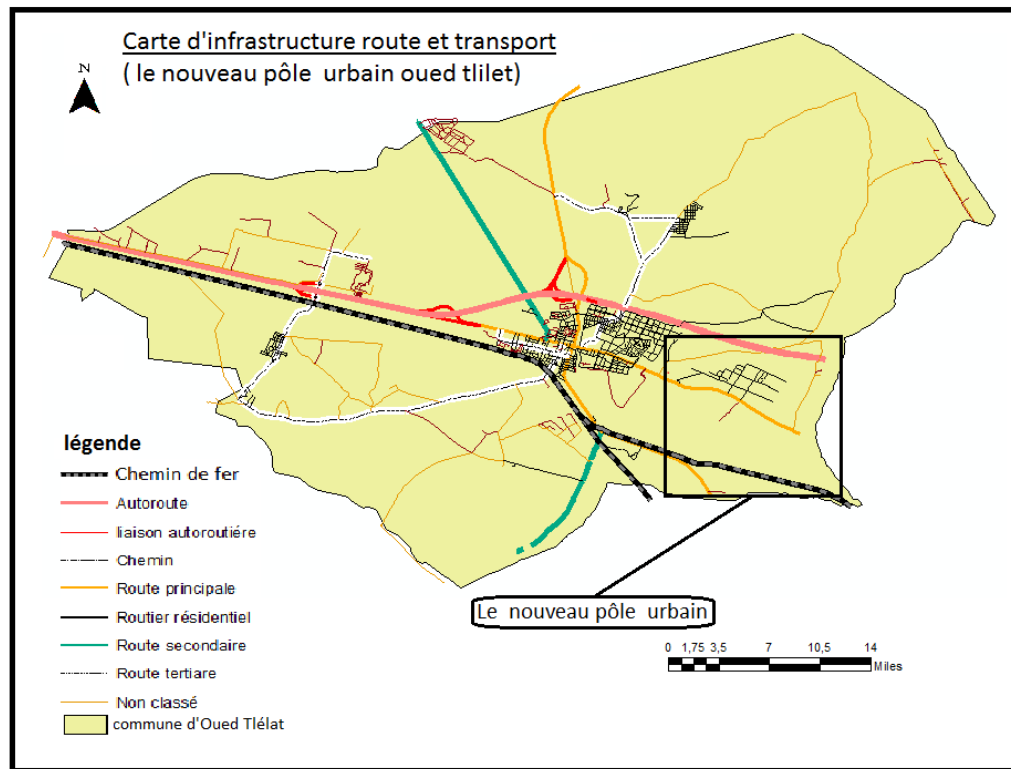 Carte d'infrastructure route et transport
( le nouveau pôle urbain oued tlilet)
N
légende
Chemin de fer
Autoroute
liaison autoroutiére
Chemin
Route principale
Routier résidentiel
Route secondaire
Route tertiare
Non classé
commune d'Oued Tlélat
Le nouveau pôle urbain
0 1,75 3,5 7 10,5 14
Miles